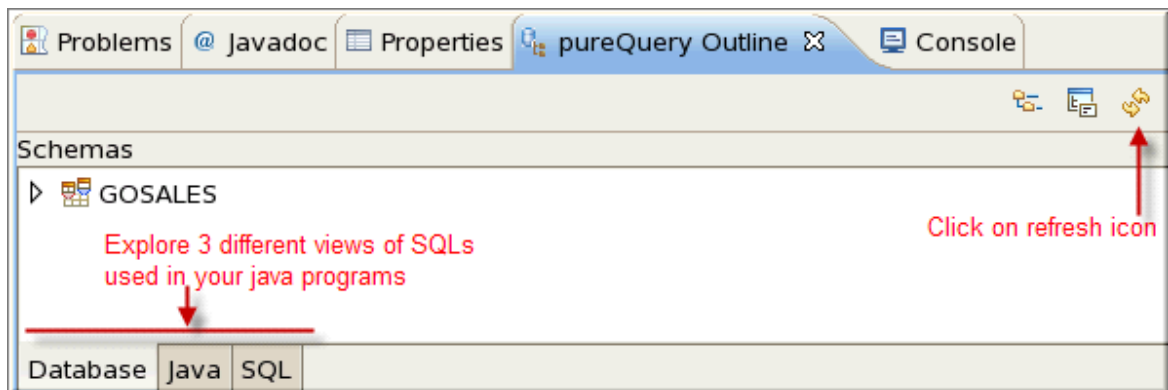 Problems @ Javadoc Properties pureQuery Outline Console
Schemas
GOSALES
Explore 3 different views of SQLs
used in your java programs
Click on refresh icon
Database Java SQL